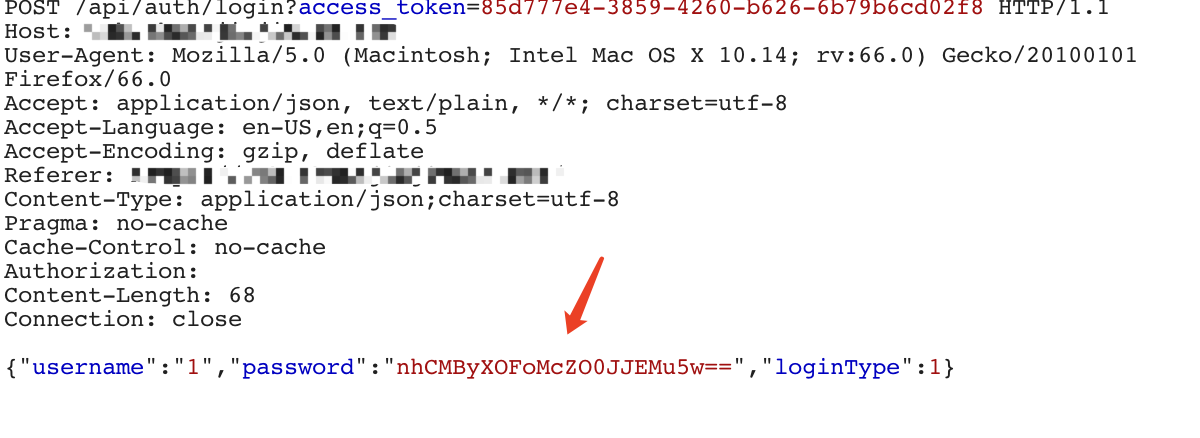 POST /api/auth/login?access_token=85d777e4-3859-4260-b626-6b79b6cd02f8 HTTP/1.1
Host:
User-Agent: Mozilla/5.0 (Macintosh; Intel Mac OS X 10.14; rv:66.0) Gecko/20100101
Firefox/66.0
Accept: application/json, text/plain, */*; charset=utf-8
Accept-Language: en-US,en;q=0.5
Accept-Encoding: gzip, deflate
Referer:
Content-Type: application/json;charset=utf-8
Pragma: no-cache
Cache-Control: no-cache
Authorization:
Content-Length: 68
Connection: close
{"username":"1","password":"nhCMByXOFoMcZO0JJEMu5w==","loginType":1}